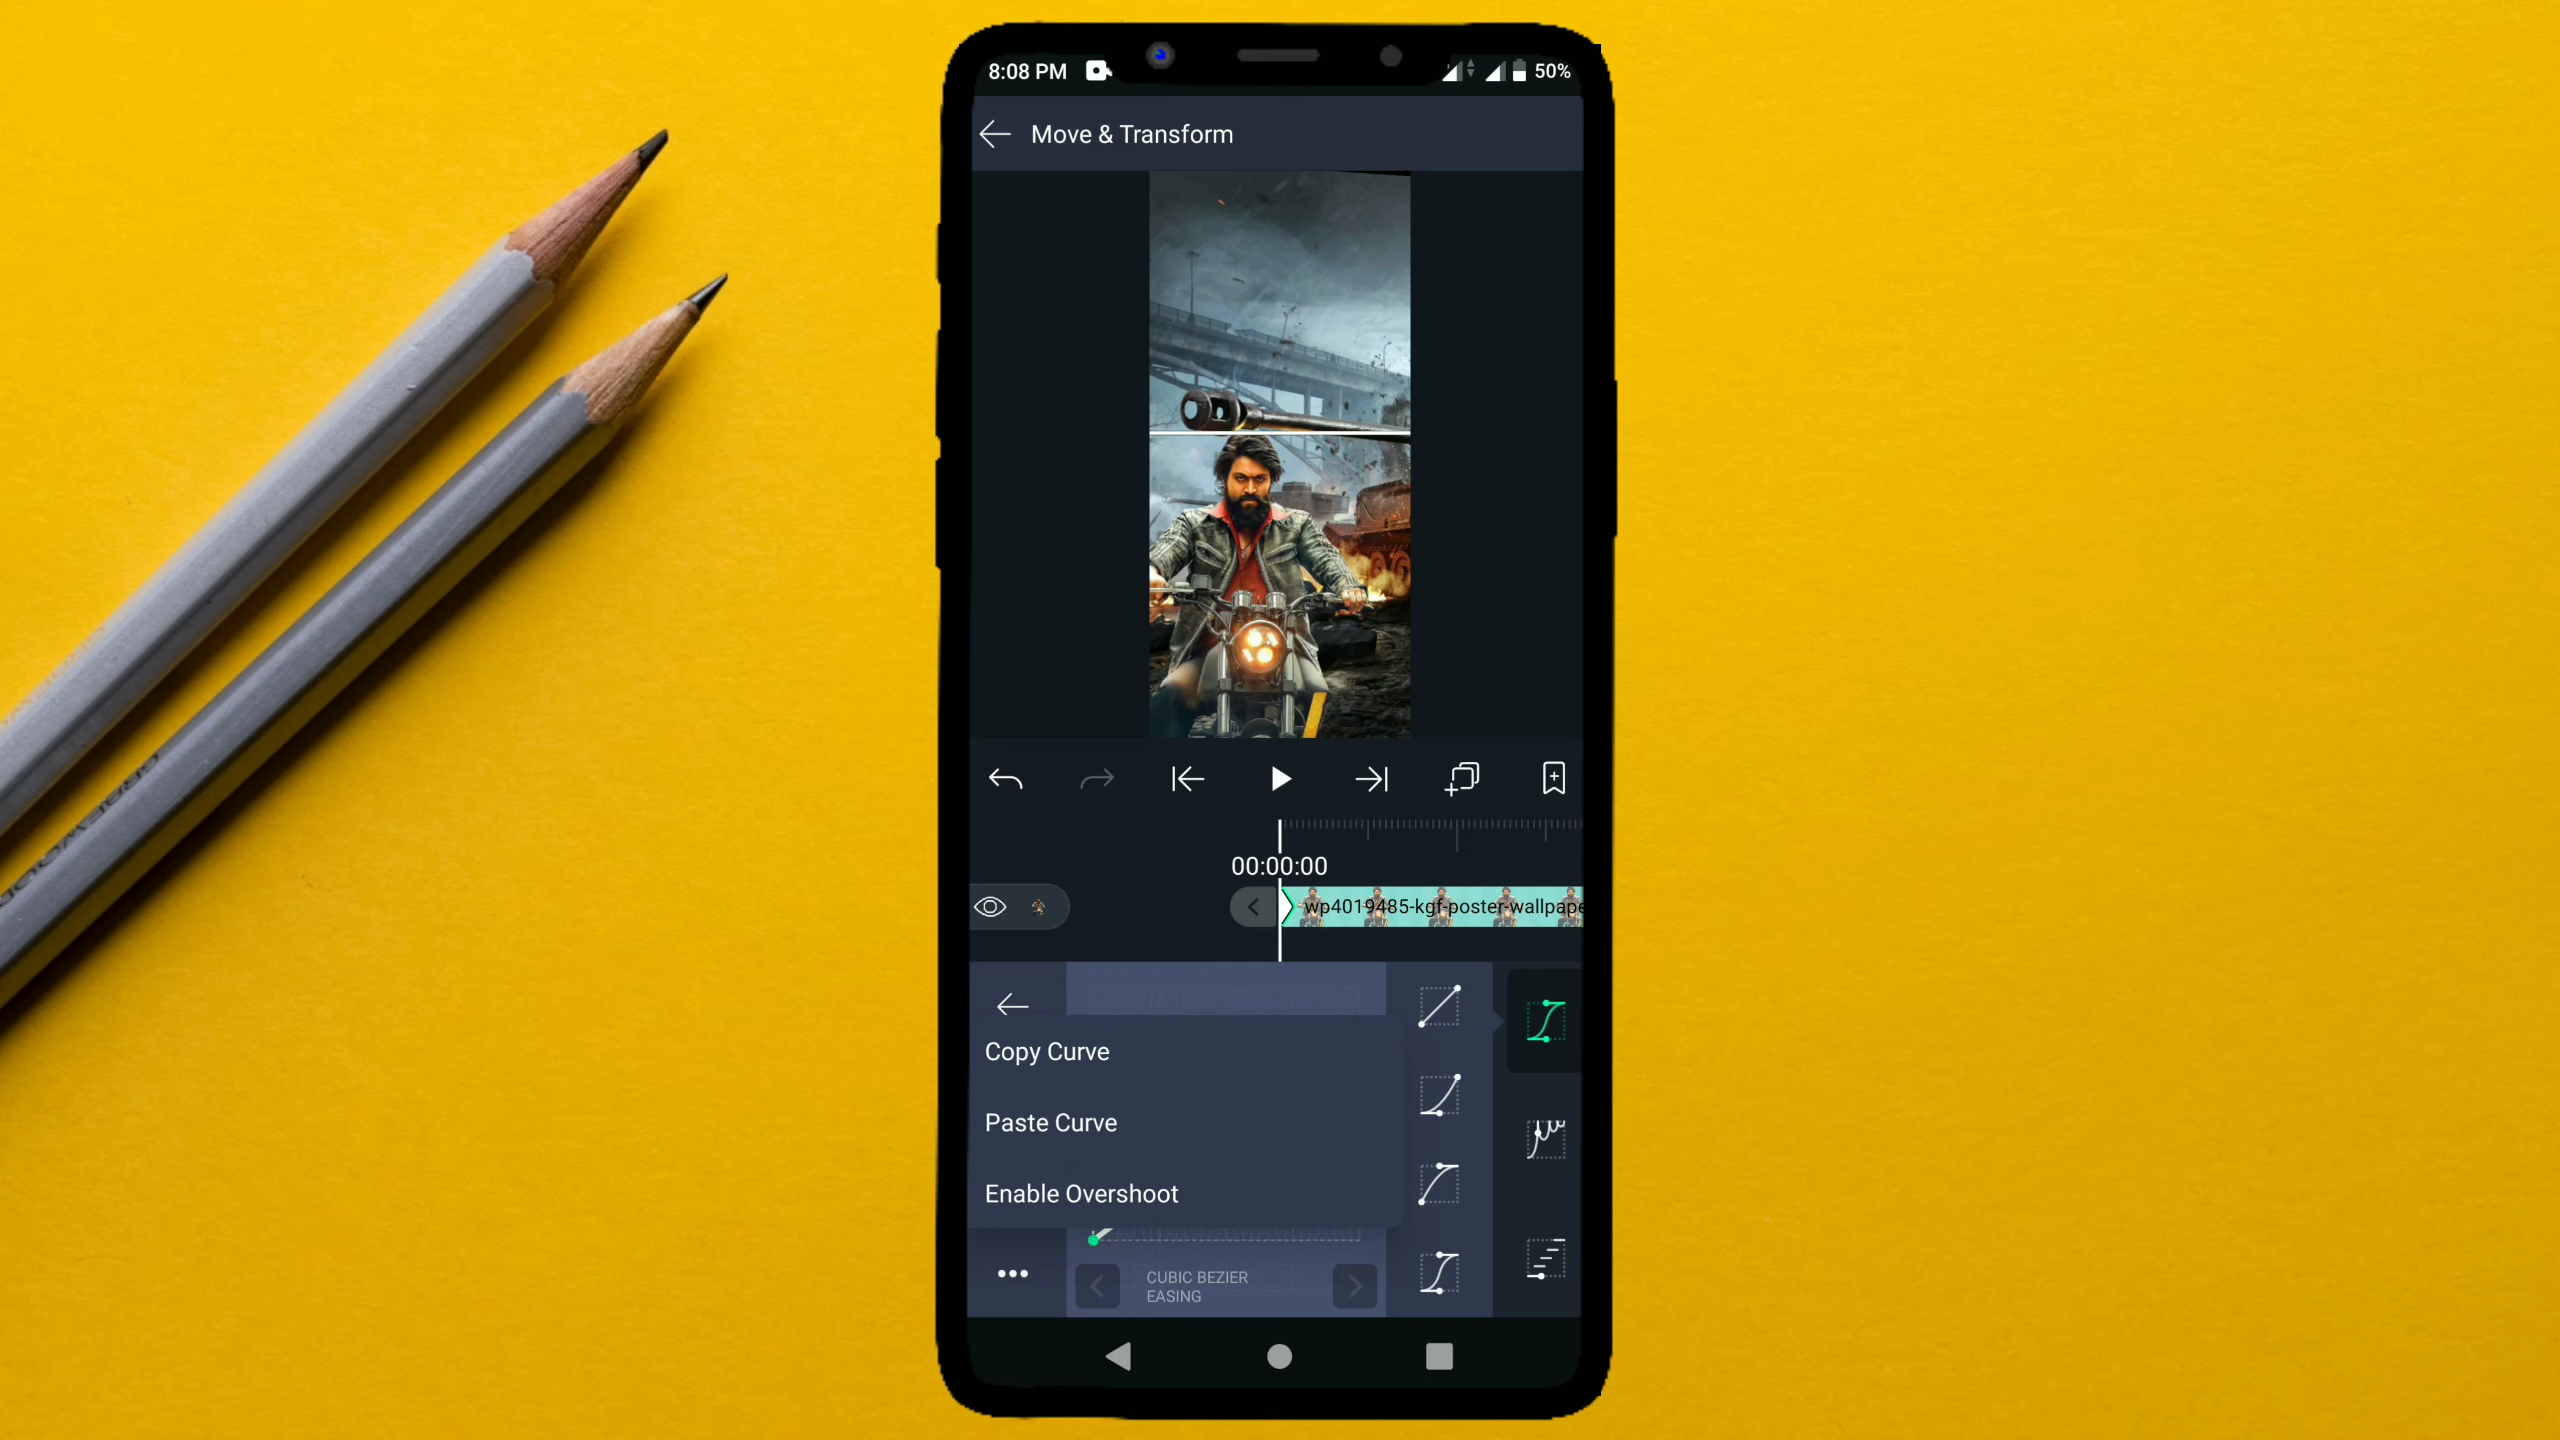 8:08 PM
50%
Move & Transform
00:00:00
wp4019485-kgf-poster-wallpape
Copy Curve
Paste Curve
Enable Overshoot
CUBIC BEZIER
EASING